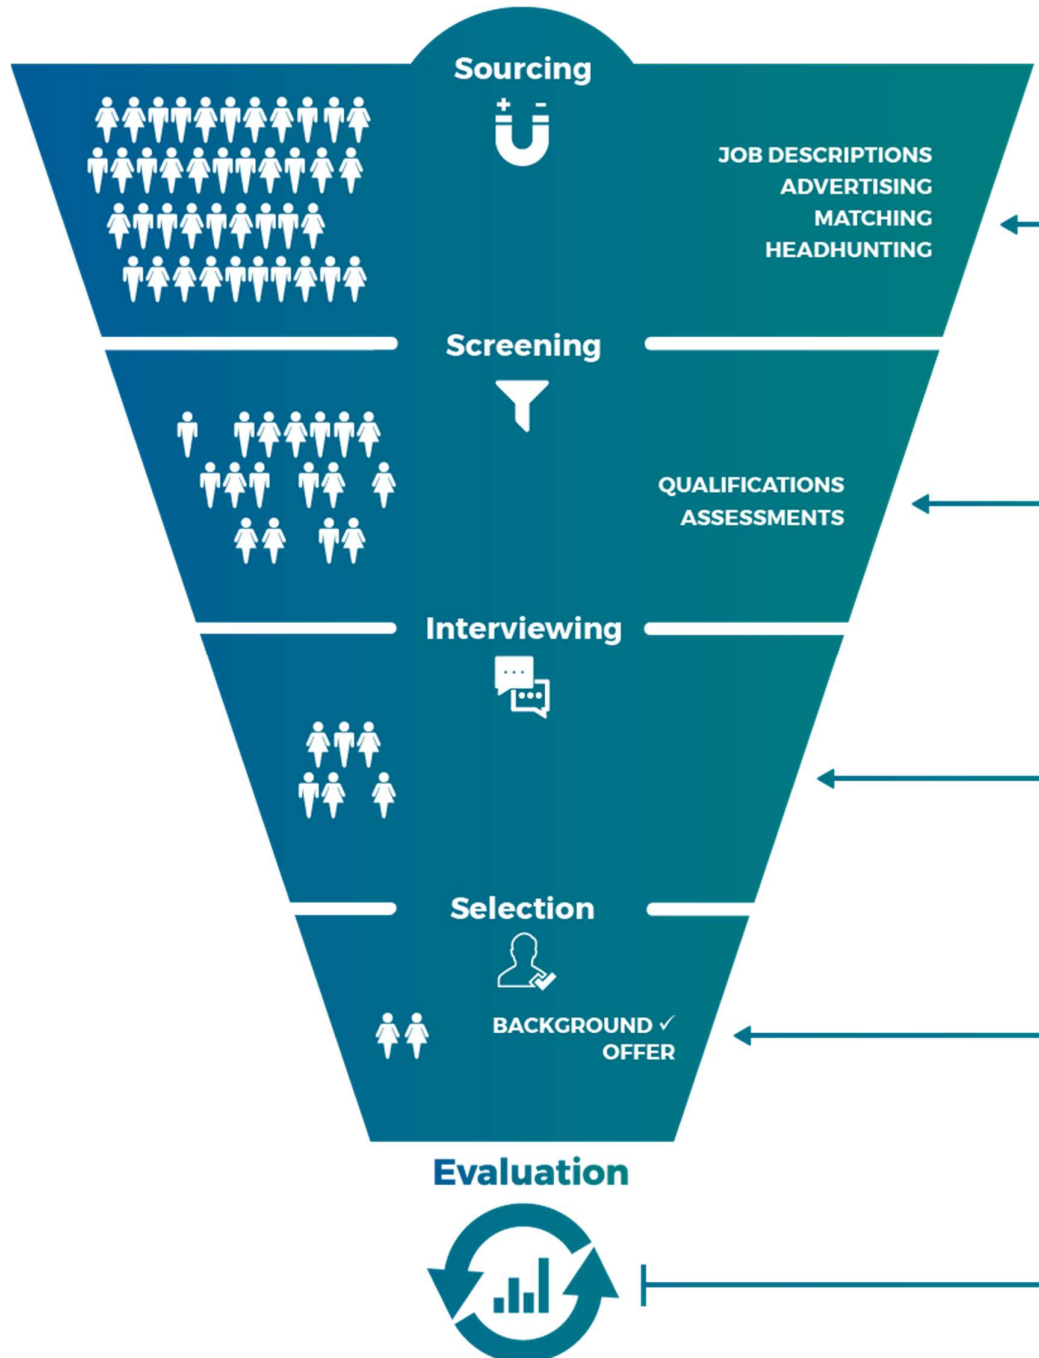 Sourcing
JOB DESCRIPTIONS
ADVERTISING
MATCHING
HEADHUNTING
Screening
QUALIFICATIONS
ASSESSMENTS
Interviewing
Selection
BACKGROUND ✓
OFFER
Evaluation